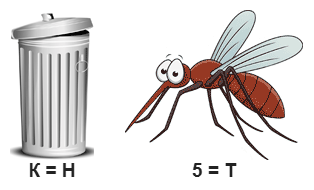 К = Н
5 = Т